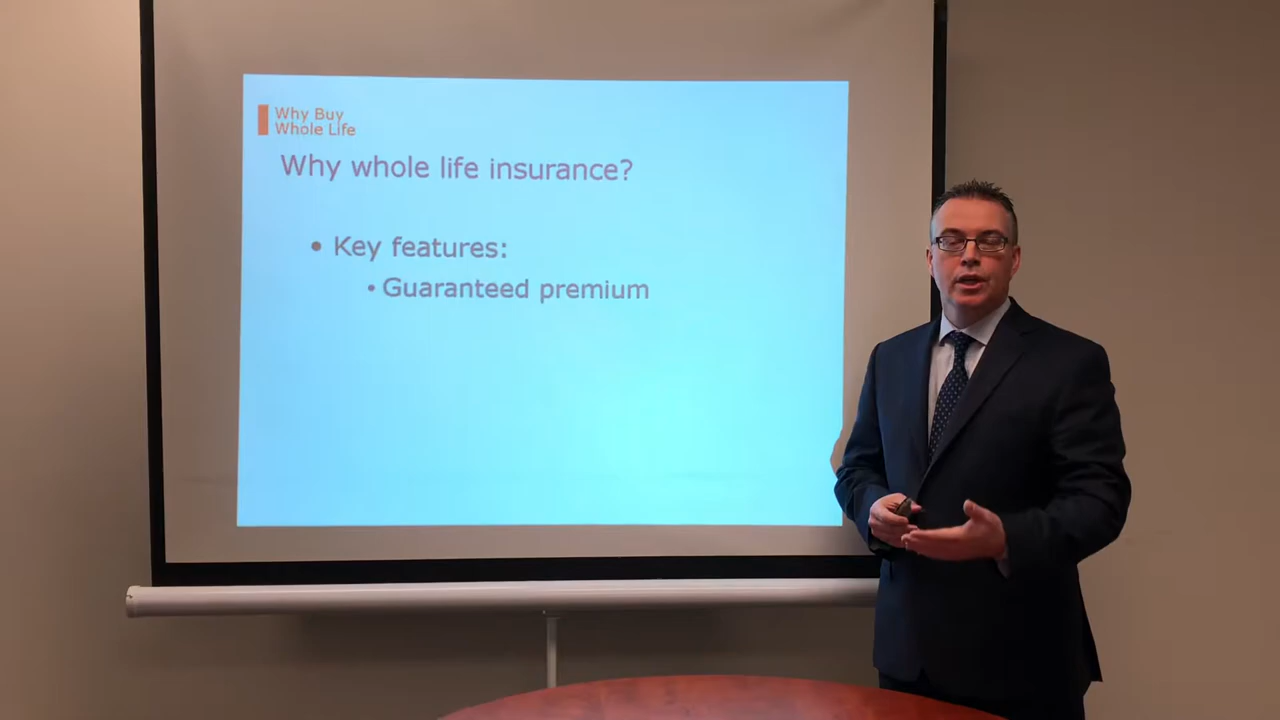 Why Buy
Whole Life
Why whole life insurance?
• Key features:
• Guaranteed premium